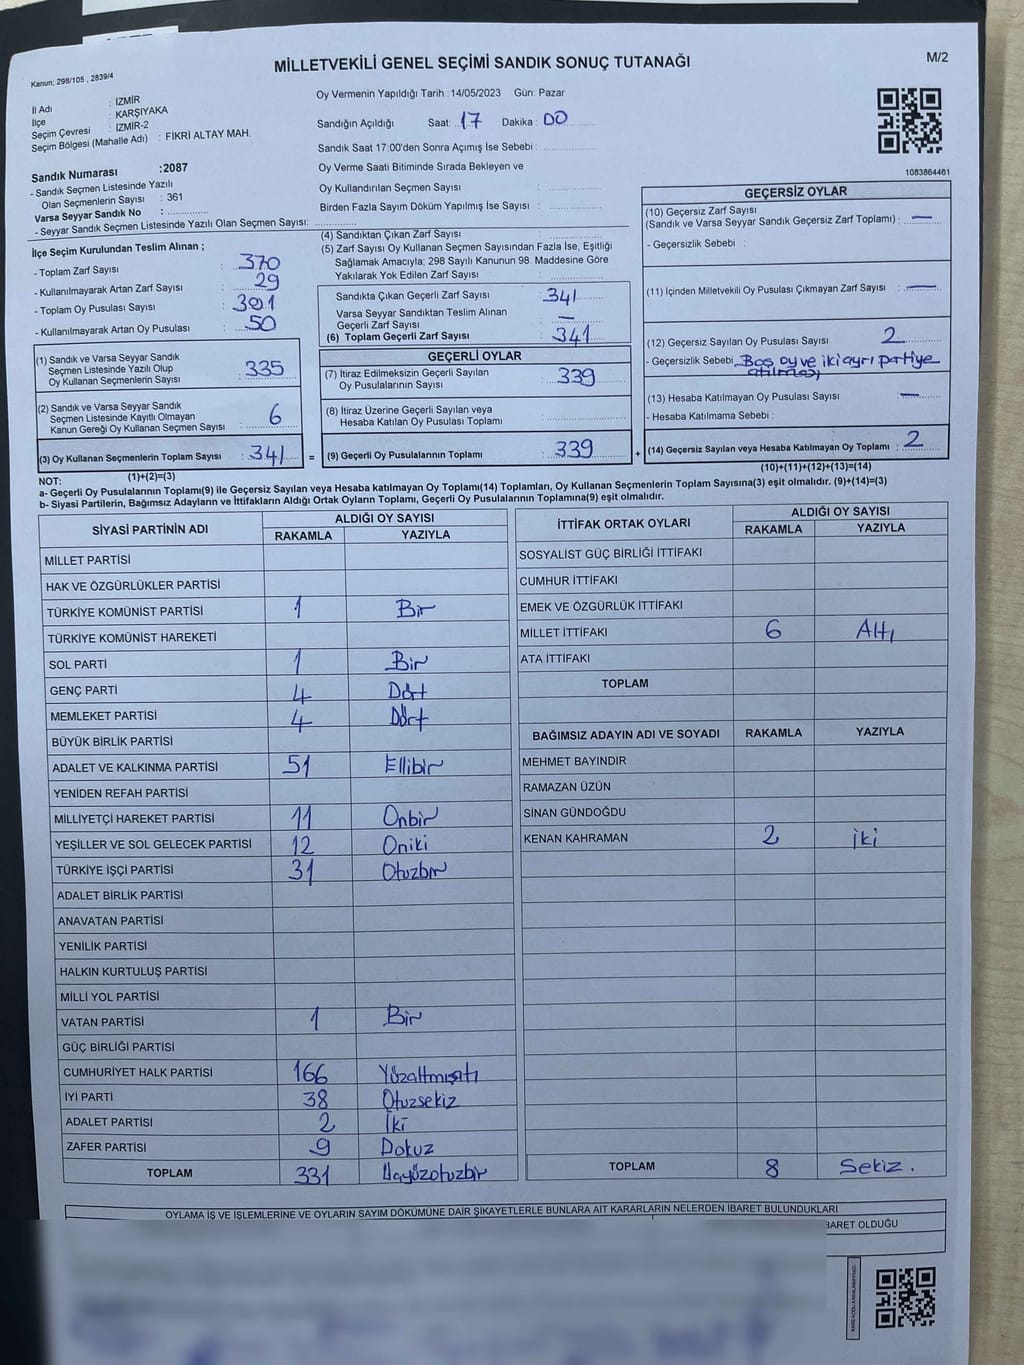 MİLLETVEKİLİ GENEL SEÇİMİ SANDIK SONUÇ TUTANAĞI
M/2
Kanun: 298/105 , 2839/4
İl Adı : İZMİR
İlçe : KARŞIYAKA
Seçim Çevresi : İZMİR-2
Seçim Bölgesi (Mahalle Adı) : FİKRİ ALTAY MAH.
Oy Vermenin Yapıldığı Tarih : 14/05/2023 Gün: Pazar
Sandığın Açıldığı Saat: 17 Dakika: 00
Sandık Saat 17:00'den Sonra Açımış İse Sebebi :
Oy Verme Saati Bitiminde Sırada Bekleyen ve
Oy Kullandırılan Seçmen Sayısı :
Birden Fazla Sayım Döküm Yapılmış İse Sayısı :
1083864461
Sandık Numarası :2087
- Sandık Seçmen Listesinde Yazılı
Olan Seçmenlerin Sayısı : 361
Varsa Seyyar Sandık No :
- Seyyar Sandık Seçmen Listesinde Yazılı Olan Seçmen Sayısı:
İlçe Seçim Kurulundan Teslim Alınan ;
- Toplam Zarf Sayısı : 370
- Kullanılmayarak Artan Zarf Sayısı : 29
- Toplam Oy Pusulası Sayısı : 391
- Kullanılmayarak Artan Oy Pusulası : 50
(1) Sandık ve Varsa Seyyar Sandık
Seçmen Listesinde Yazılı Olup
Oy Kullanan Seçmenlerin Sayısı : 335
(2) Sandık ve Varsa Seyyar Sandık
Seçmen Listesinde Kayıtlı Olmayan
Kanun Gereği Oy Kullanan Seçmen Sayısı : 6
(3) Oy Kullanan Seçmenlerin Toplam Sayısı : 341 =
(1)+(2)=(3)
(4) Sandıktan Çıkan Zarf Sayısı :
(5) Zarf Sayısı Oy Kullanan Seçmen Sayısından Fazla İse, Eşitliği
Sağlamak Amacıyla; 298 Sayılı Kanunun 98. Maddesine Göre
Yakılarak Yok Edilen Zarf Sayısı :
Sandıkta Çıkan Geçerli Zarf Sayısı : 341
Varsa Seyyar Sandıktan Teslim Alınan
Geçerli Zarf Sayısı : —
(6) Toplam Geçerli Zarf Sayısı : 341
GEÇERLİ OYLAR
(7) İtiraz Edilmeksizin Geçerli Sayılan
Oy Pusulalarının Sayısı : 339
(8) İtiraz Üzerine Geçerli Sayılan veya
Hesaba Katılan Oy Pusulası Toplamı :
(9) Geçerli Oy Pusulalarının Toplamı : 339 +
GEÇERSİZ OYLAR
(10) Geçersiz Zarf Sayısı
(Sandık ve Varsa Seyyar Sandık Geçersiz Zarf Toplamı) : —
- Geçersizlik Sebebi :
(11) İçinden Milletvekili Oy Pusulası Çıkmayan Zarf Sayısı : —
(12) Geçersiz Sayılan Oy Pusulası Sayısı : 2
- Geçersizlik Sebebi : Boş oy ve iki ayrı partiye
atılması
(13) Hesaba Katılmayan Oy Pusulası Sayısı : —
- Hesaba Katılmama Sebebi :
(14) Geçersiz Sayılan veya Hesaba Katılmayan Oy Toplamı : 2
(10)+(11)+(12)+(13)=(14)
NOT:
a- Geçerli Oy Pusulalarının Toplamı(9) ile Geçersiz Sayılan veya Hesaba katılmayan Oy Toplamı(14) Toplamları, Oy Kullanan Seçmenlerin Toplam Sayısına(3) eşit olmalıdır. (9)+(14)=(3)
b- Siyasi Partilerin, Bağımsız Adayların ve İttifakların Aldığı Ortak Oyların Toplamı, Geçerli Oy Pusulalarının Toplamına(9) eşit olmalıdır.
SİYASİ PARTİNİN ADI ALDIĞI OY SAYISI
RAKAMLA YAZIYLA
MİLLET PARTİSİ
HAK VE ÖZGÜRLÜKLER PARTİSİ
TÜRKİYE KOMÜNİST PARTİSİ 1 Bir
TÜRKİYE KOMÜNİST HAREKETİ
SOL PARTİ 1 Bir
GENÇ PARTİ 4 Dört
MEMLEKET PARTİSİ 4 Dört
BÜYÜK BİRLİK PARTİSİ
ADALET VE KALKINMA PARTİSİ 51 Ellibir
YENİDEN REFAH PARTİSİ
MİLLİYETÇİ HAREKET PARTİSİ 11 Onbir
YEŞİLLER VE SOL GELECEK PARTİSİ 12 Oniki
TÜRKİYE İŞÇİ PARTİSİ 31 Otuzbir
ADALET BİRLİK PARTİSİ
ANAVATAN PARTİSİ
YENİLİK PARTİSİ
HALKIN KURTULUŞ PARTİSİ
MİLLİ YOL PARTİSİ
VATAN PARTİSİ 1 Bir
GÜÇ BİRLİĞİ PARTİSİ
CUMHURİYET HALK PARTİSİ 166 Yüzaltmışaltı
İYİ PARTİ 38 Otuzsekiz
ADALET PARTİSİ 2 İki
ZAFER PARTİSİ 9 Dokuz
TOPLAM 331 Üçyüzotuzbir
İTTİFAK ORTAK OYLARI ALDIĞI OY SAYISI
RAKAMLA YAZIYLA
SOSYALİST GÜÇ BİRLİĞİ İTTİFAKI
CUMHUR İTTİFAKI
EMEK VE ÖZGÜRLÜK İTTİFAKI
MİLLET İTTİFAKI 6 Altı
ATA İTTİFAKI
TOPLAM
BAĞIMSIZ ADAYIN ADI VE SOYADI RAKAMLA YAZIYLA
MEHMET BAYINDIR
RAMAZAN ÜZÜN
SİNAN GÜNDOĞDU
KENAN KAHRAMAN 2 İki
TOPLAM 8 Sekiz.
OYLAMA İŞ VE İŞLEMLERİNE VE OYLARIN SAYIM DÖKÜMÜNE DAİR ŞİKAYETLERLE BUNLARA AİT KARARLARIN NELERDEN İBARET BULUNDUKLARI
BARET OLDUĞU